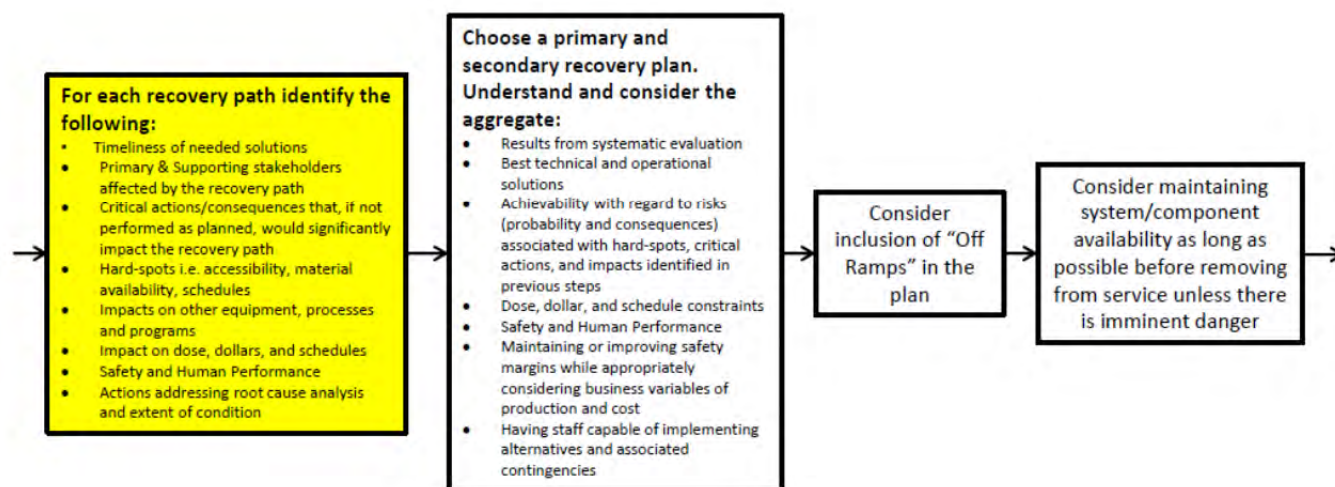 For each recovery path identify the
following:
• Timeliness of needed solutions
• Primary & Supporting stakeholders
affected by the recovery path
• Critical actions/consequences that, if not
performed as planned, would significantly
impact the recovery path
• Hard-spots i.e. accessibility, material
availability, schedules
• Impacts on other equipment, processes
and programs
• Impact on dose, dollars, and schedules
• Safety and Human Performance
• Actions addressing root cause analysis
and extent of condition
Choose a primary and
secondary recovery plan.
Understand and consider the
aggregate:
• Results from systematic evaluation
• Best technical and operational
solutions
• Achievability with regard to risks
(probability and consequences)
associated with hard-spots, critical
actions, and impacts identified in
previous steps
• Dose, dollar, and schedule constraints
• Safety and Human Performance
• Maintaining or improving safety
margins while appropriately
considering business variables of
production and cost
• Having staff capable of implementing
alternatives and associated
contingencies
Consider
inclusion of “Off
Ramps” in the
plan
Consider maintaining
system/component
availability as long as
possible before removing
from service unless there
is imminent danger